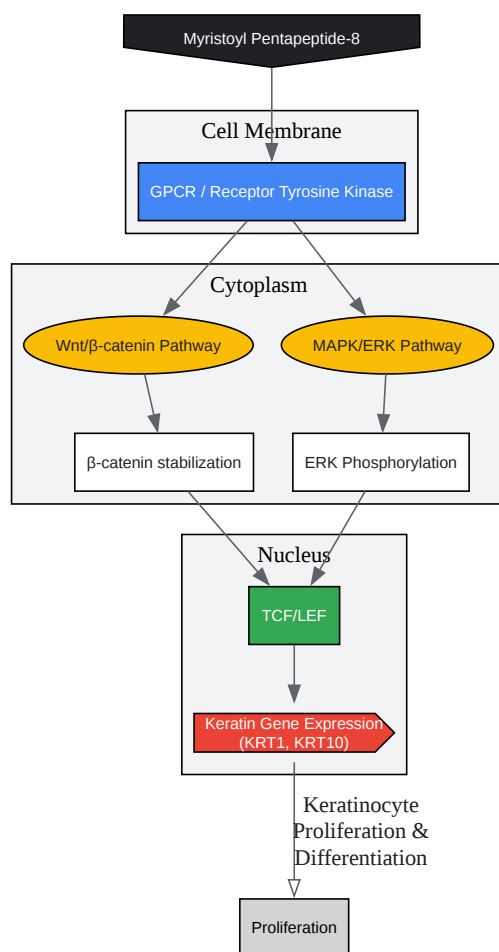 Myristoyl Pentapeptide-8
Cell Membrane
GPCR / Receptor Tyrosine Kinase
Cytoplasm
Wnt/β-catenin Pathway
MAPK/ERK Pathway
β-catenin stabilization
ERK Phosphorylation
Nucleus
TCF/LEF
Keratin Gene Expression
(KRT1, KRT10)
Keratinocyte
Proliferation &
Differentiation
Proliferation